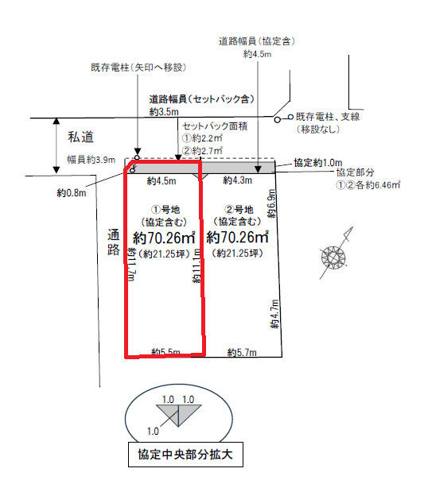 道路幅員（協定含）
約4.5m
既存電柱（矢印へ移設）
道路幅員（セットバック含）
約3.5m
既存電柱、支線
（移設なし）
私道
セットバック面積
①約2.2㎡
②約2.7㎡
幅員約3.9m
協定約1.0m
協定部分
①②各約6.46㎡
約0.8m
約4.5m
約4.3m
約6.9m
通路
①号地
（協定含む）
約70.26㎡
（約21.25坪）
②号地
（協定含む）
約70.26㎡
（約21.25坪）
約11.7m
約11.1m
約4.7m
約5.5m
約5.7m
1.0 1.0
1.0
協定中央部分拡大